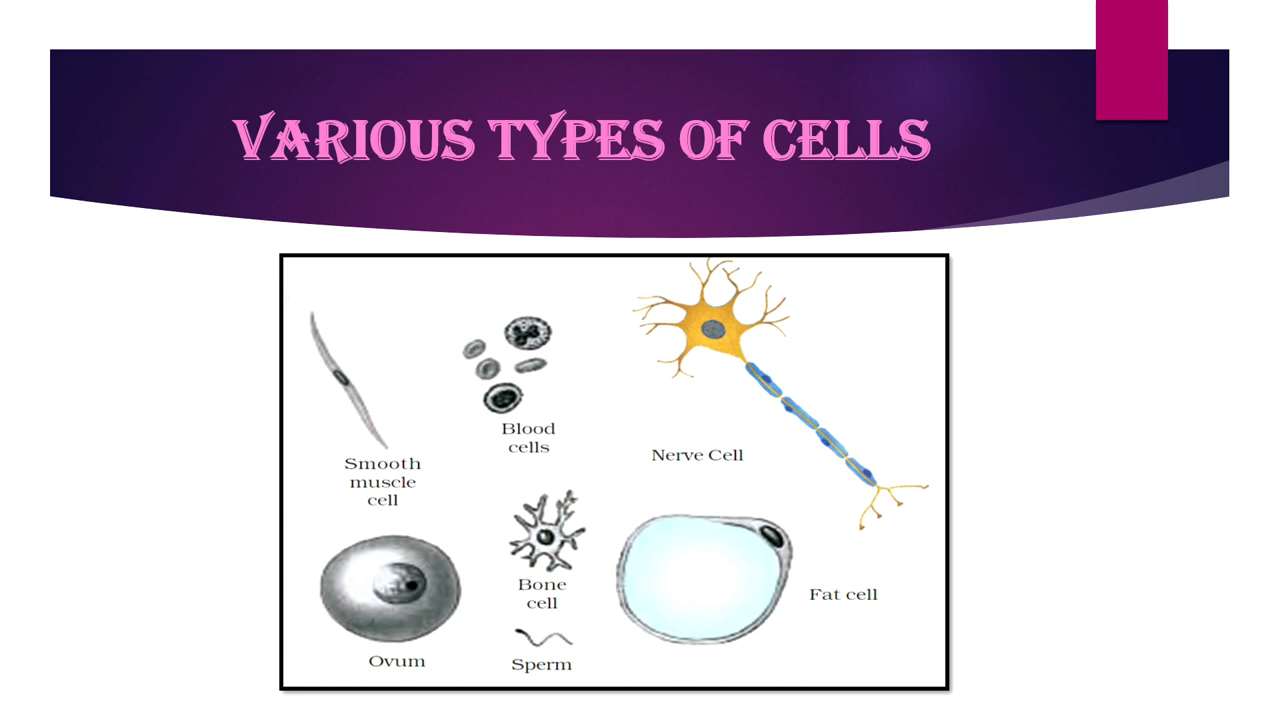 VARIOUS TYPES OF CELLS
Blood
cells
Nerve Cell
Smooth
muscle
cell
Bone
cell
Fat cell
Ovum
Sperm